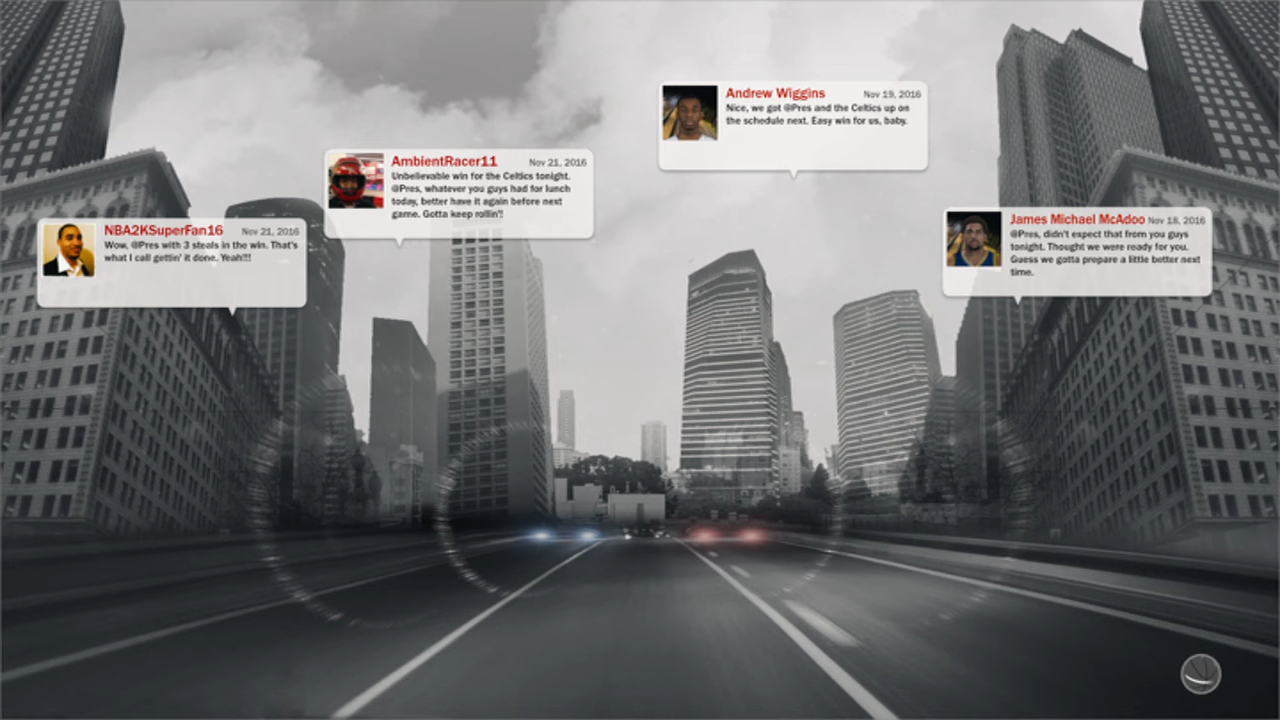 NBA2KSuperFan16 Nov 21, 2016
Wow, @Pres with 3 steals in the win. That's
what I call gettin' it done. Yeah!!!
AmbientRacer11 Nov 21, 2016
Unbelievable win for the Celtics tonight.
@Pres, whatever you guys had for lunch
today, better have it again before next
game. Gotta keep rollin'!
Andrew Wiggins Nov 19, 2016
Nice, we got @Pres and the Celtics up on
the schedule next. Easy win for us, baby.
James Michael McAdoo Nov 18, 2016
@Pres, didn't expect that from you guys
tonight. Thought we were ready for you.
Guess we gotta prepare a little better next
time.